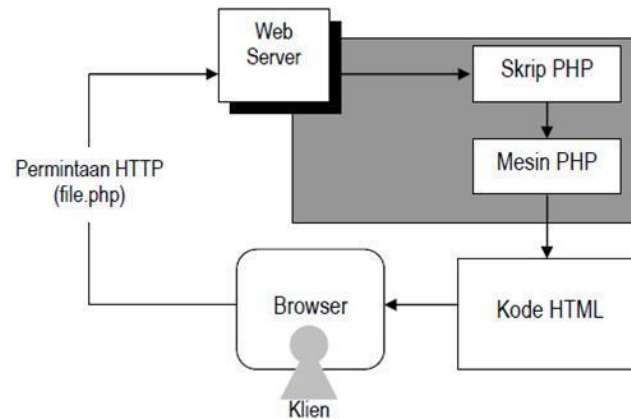 Web
Server
Skrip PHP
Mesin PHP
Permintaan HTTP
(file.php)
Browser
Kode HTML
Klien